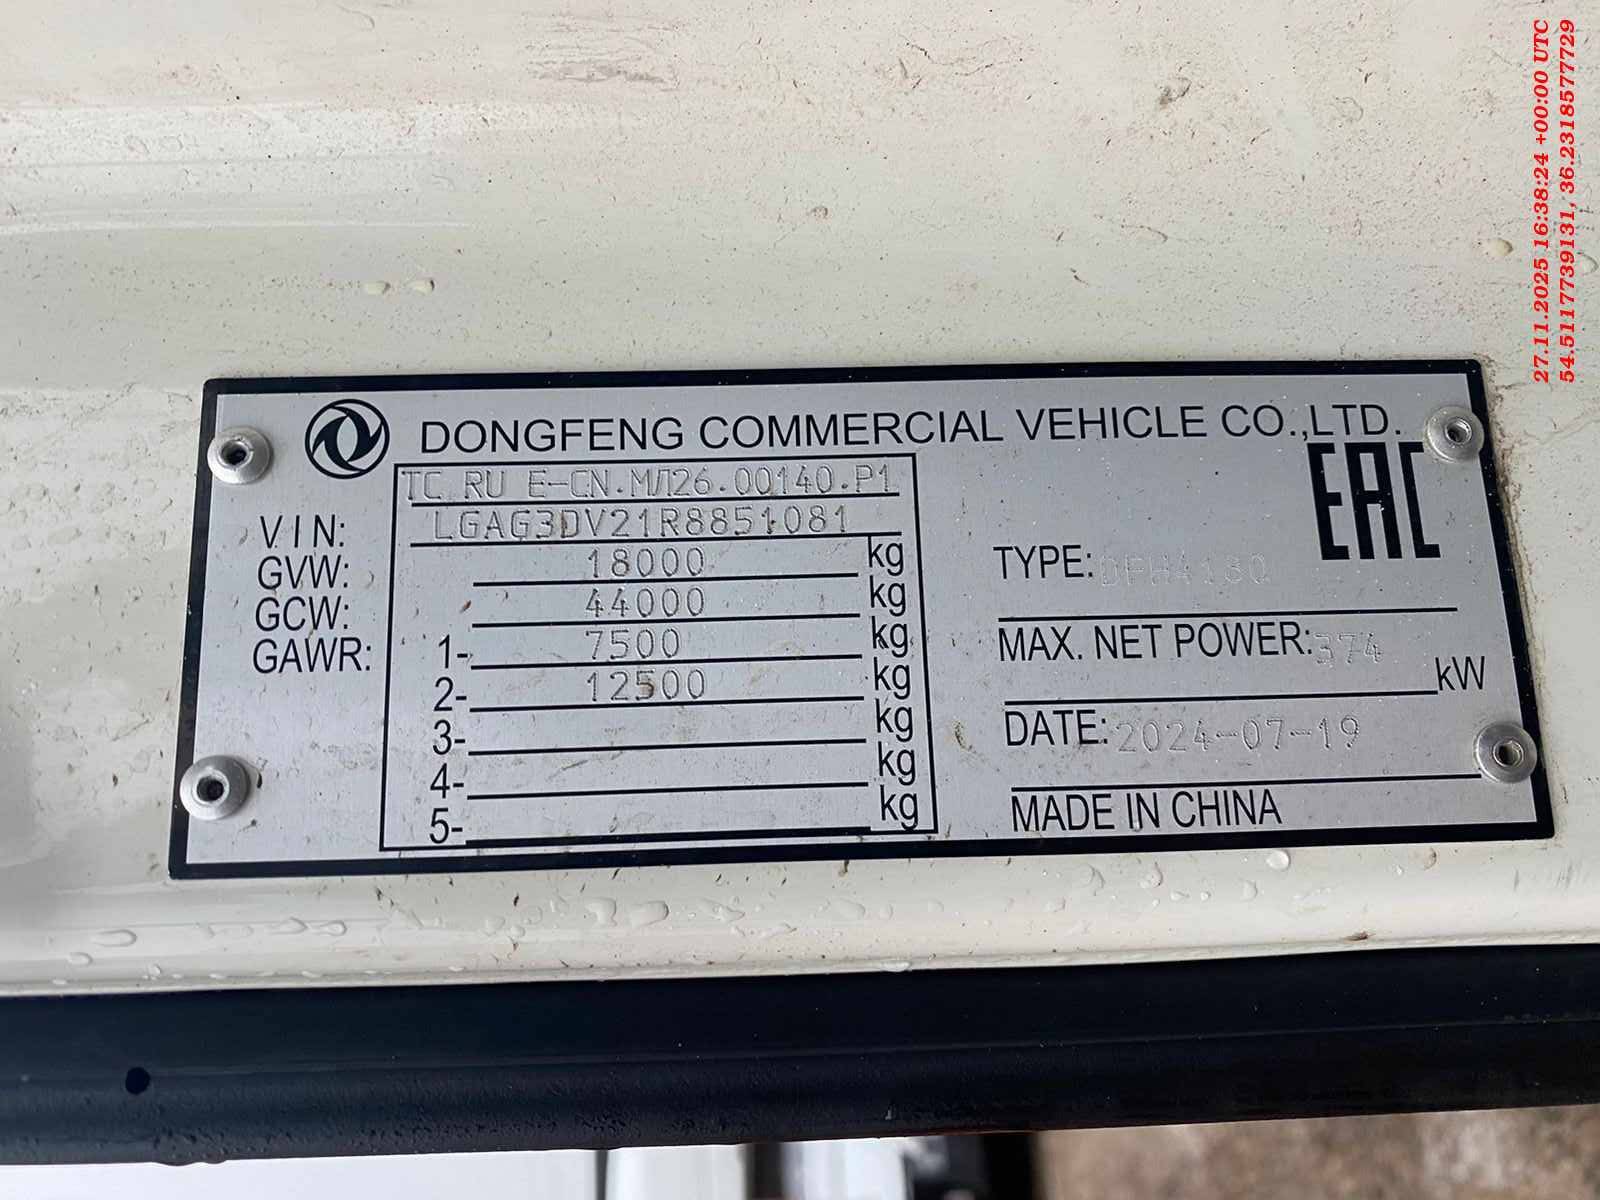 27.11.2025 16:38:24 +00:00 UTC
54.5117739131, 36.2318577729
DONGFENG COMMERCIAL VEHICLE CO.,LTD.
EAC
TC RU E-CN.МЛ26.00140.P1
VIN: LGAG3DV21R8851081
GVW: 18000 kg
GCW: 44000 kg
GAWR: 1- 7500 kg
2- 12500 kg
3- kg
4- kg
5- kg
TYPE: DFH4180
MAX. NET POWER: 374 kW
DATE: 2024-07-19
MADE IN CHINA